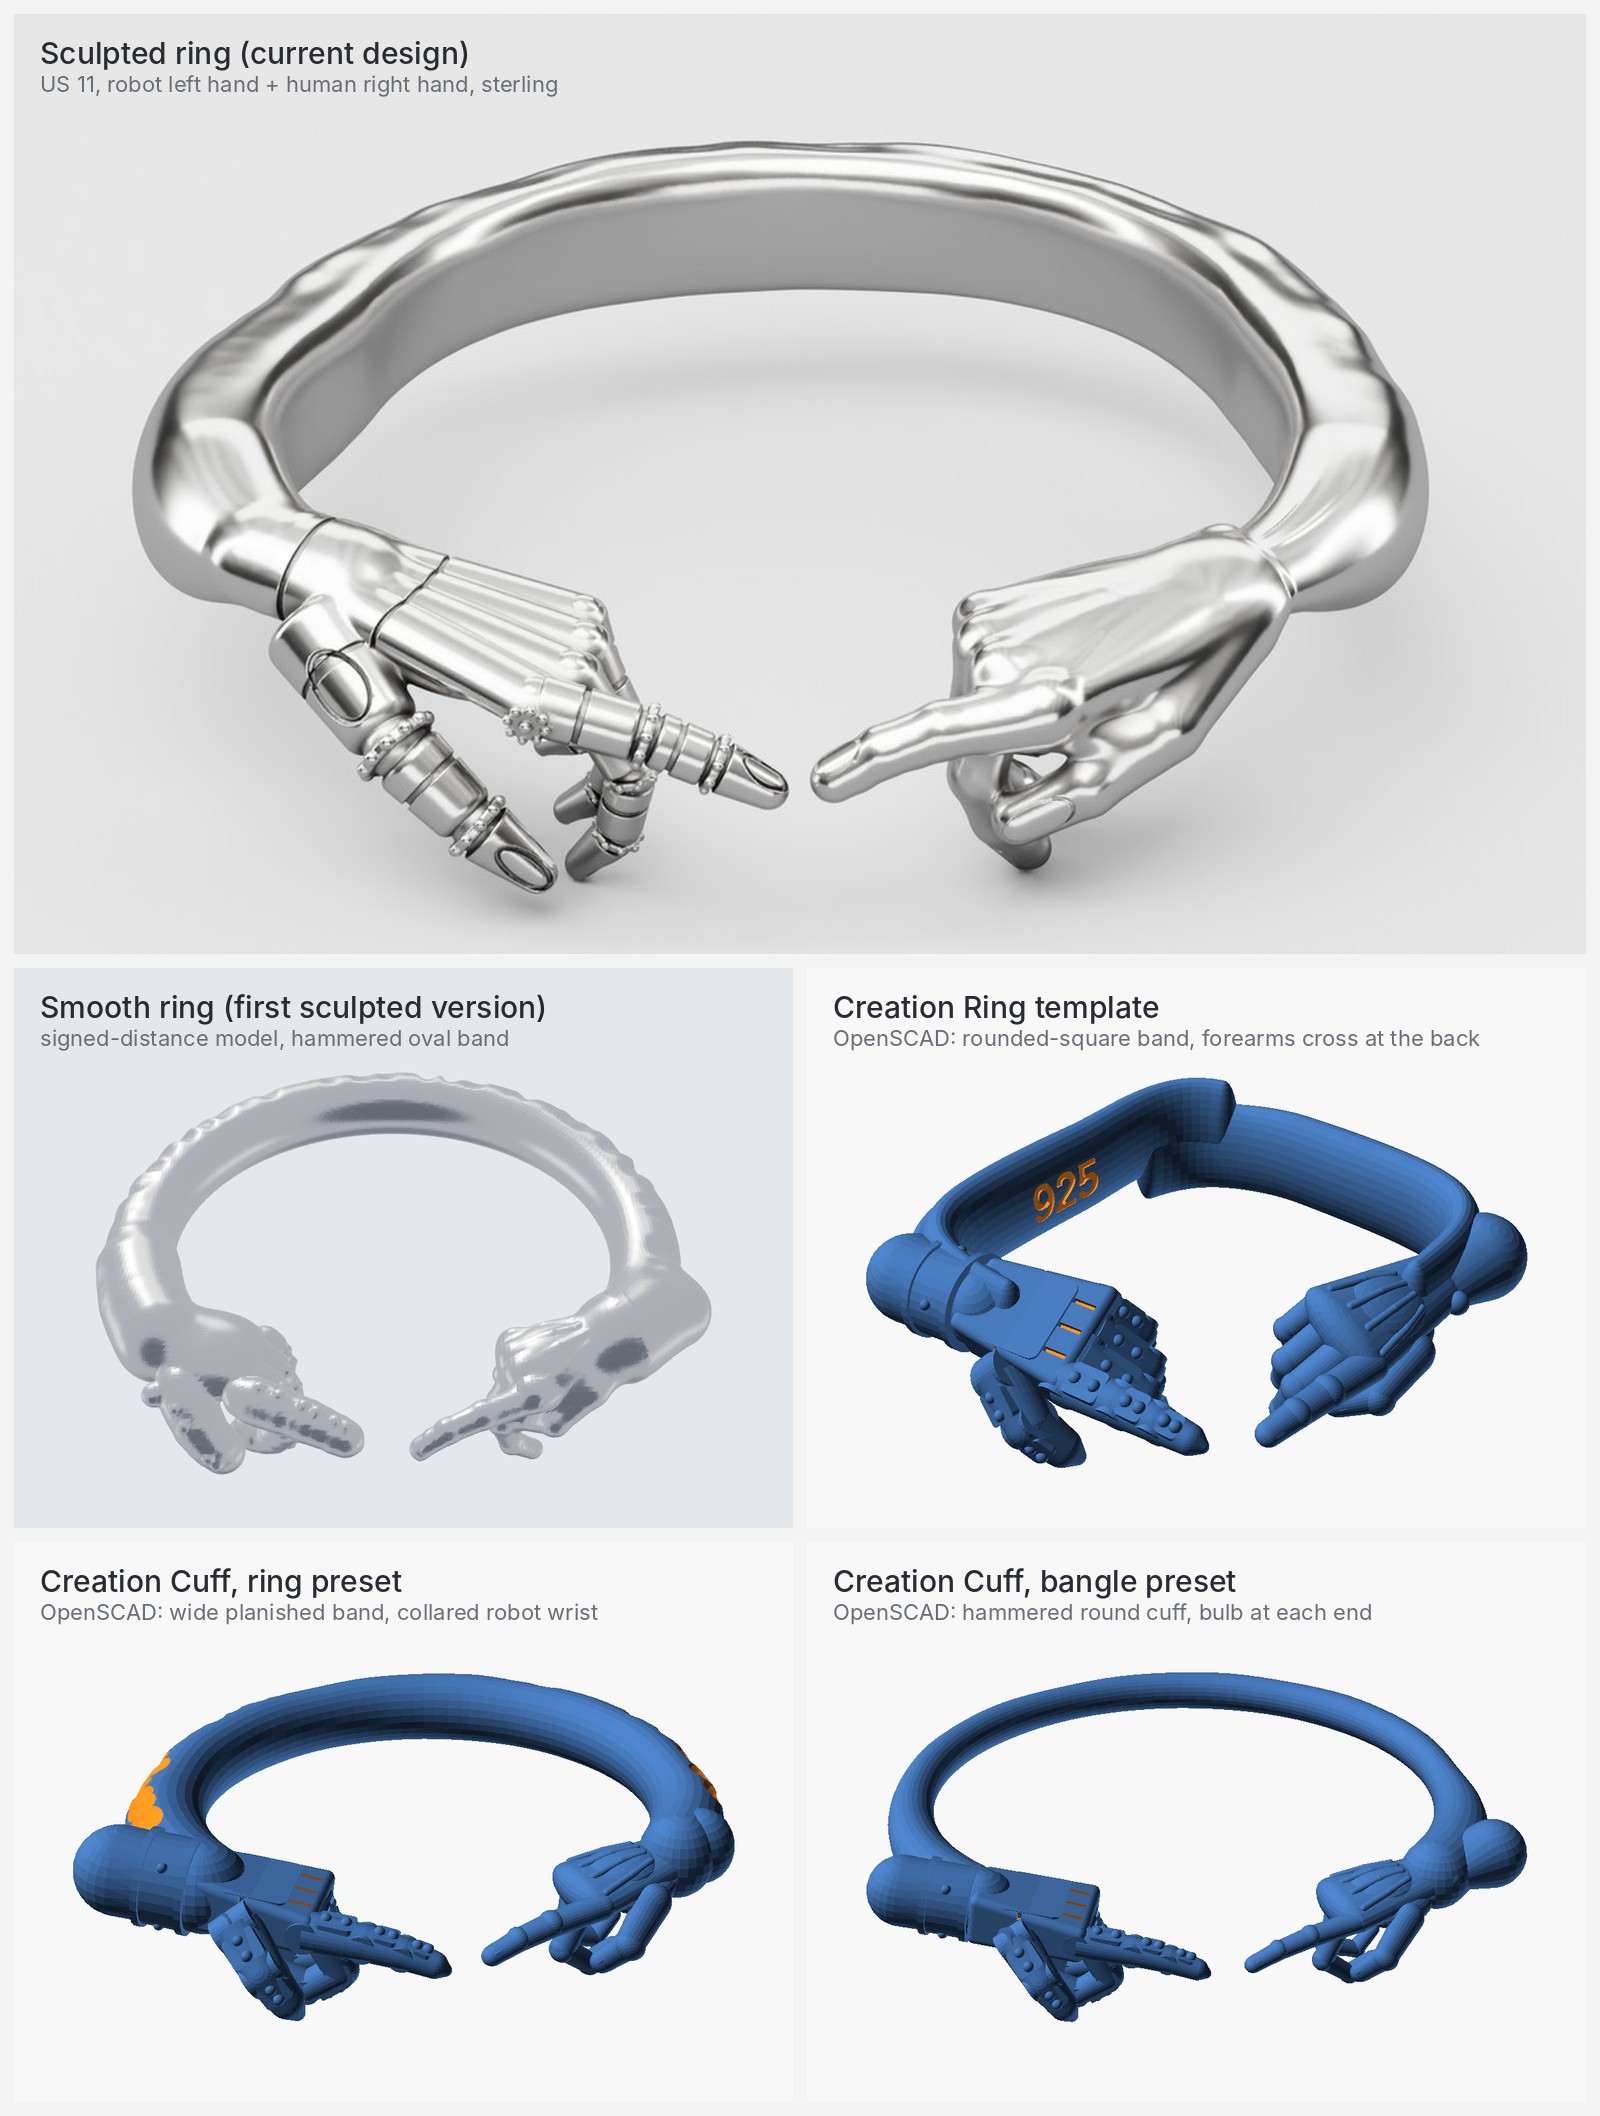 Sculpted ring (current design)
US 11, robot left hand + human right hand, sterling
Smooth ring (first sculpted version)
signed-distance model, hammered oval band
Creation Ring template
OpenSCAD: rounded-square band, forearms cross at the back
925
Creation Cuff, ring preset
OpenSCAD: wide planished band, collared robot wrist
Creation Cuff, bangle preset
OpenSCAD: hammered round cuff, bulb at each end